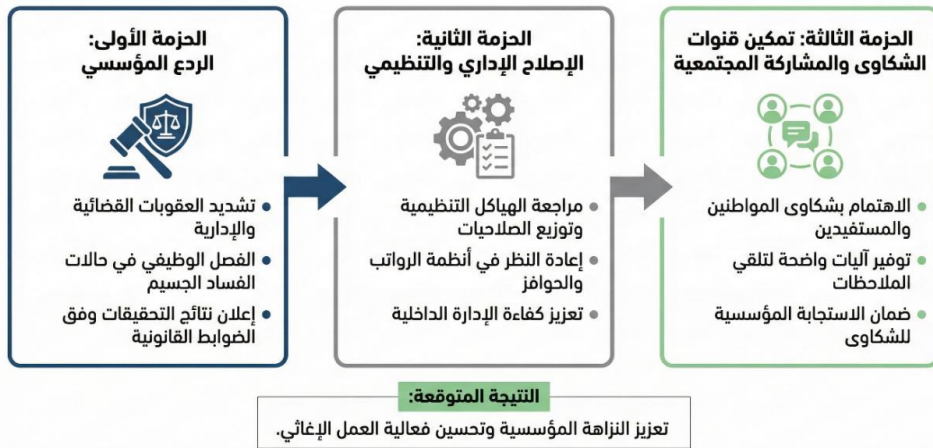 الحزمة الأولى:
الردع المؤسسي
تشديد العقوبات القضائية
والإدارية
الفصل الوظيفي في حالات
الفساد الجسيم
إعلان نتائج التحقيقات وفق
الضوابط القانونية
الحزمة الثانية:
الإصلاح الإداري والتنظيمي
مراجعة الهياكل التنظيمية
وتوزيع الصلاحيات
إعادة النظر في أنظمة الرواتب
والحوافز
تعزيز كفاءة الإدارة الداخلية
الحزمة الثالثة: تمكين قنوات
الشكاوى والمشاركة المجتمعية
الاهتمام بشكاوى المواطنين
والمستفيدين
توفير آليات واضحة لتلقي
الملاحظات
ضمان الاستجابة المؤسسية
للشكاوى
النتيجة المتوقعة:
تعزيز النزاهة المؤسسية وتحسين فعالية العمل الإغاثي.